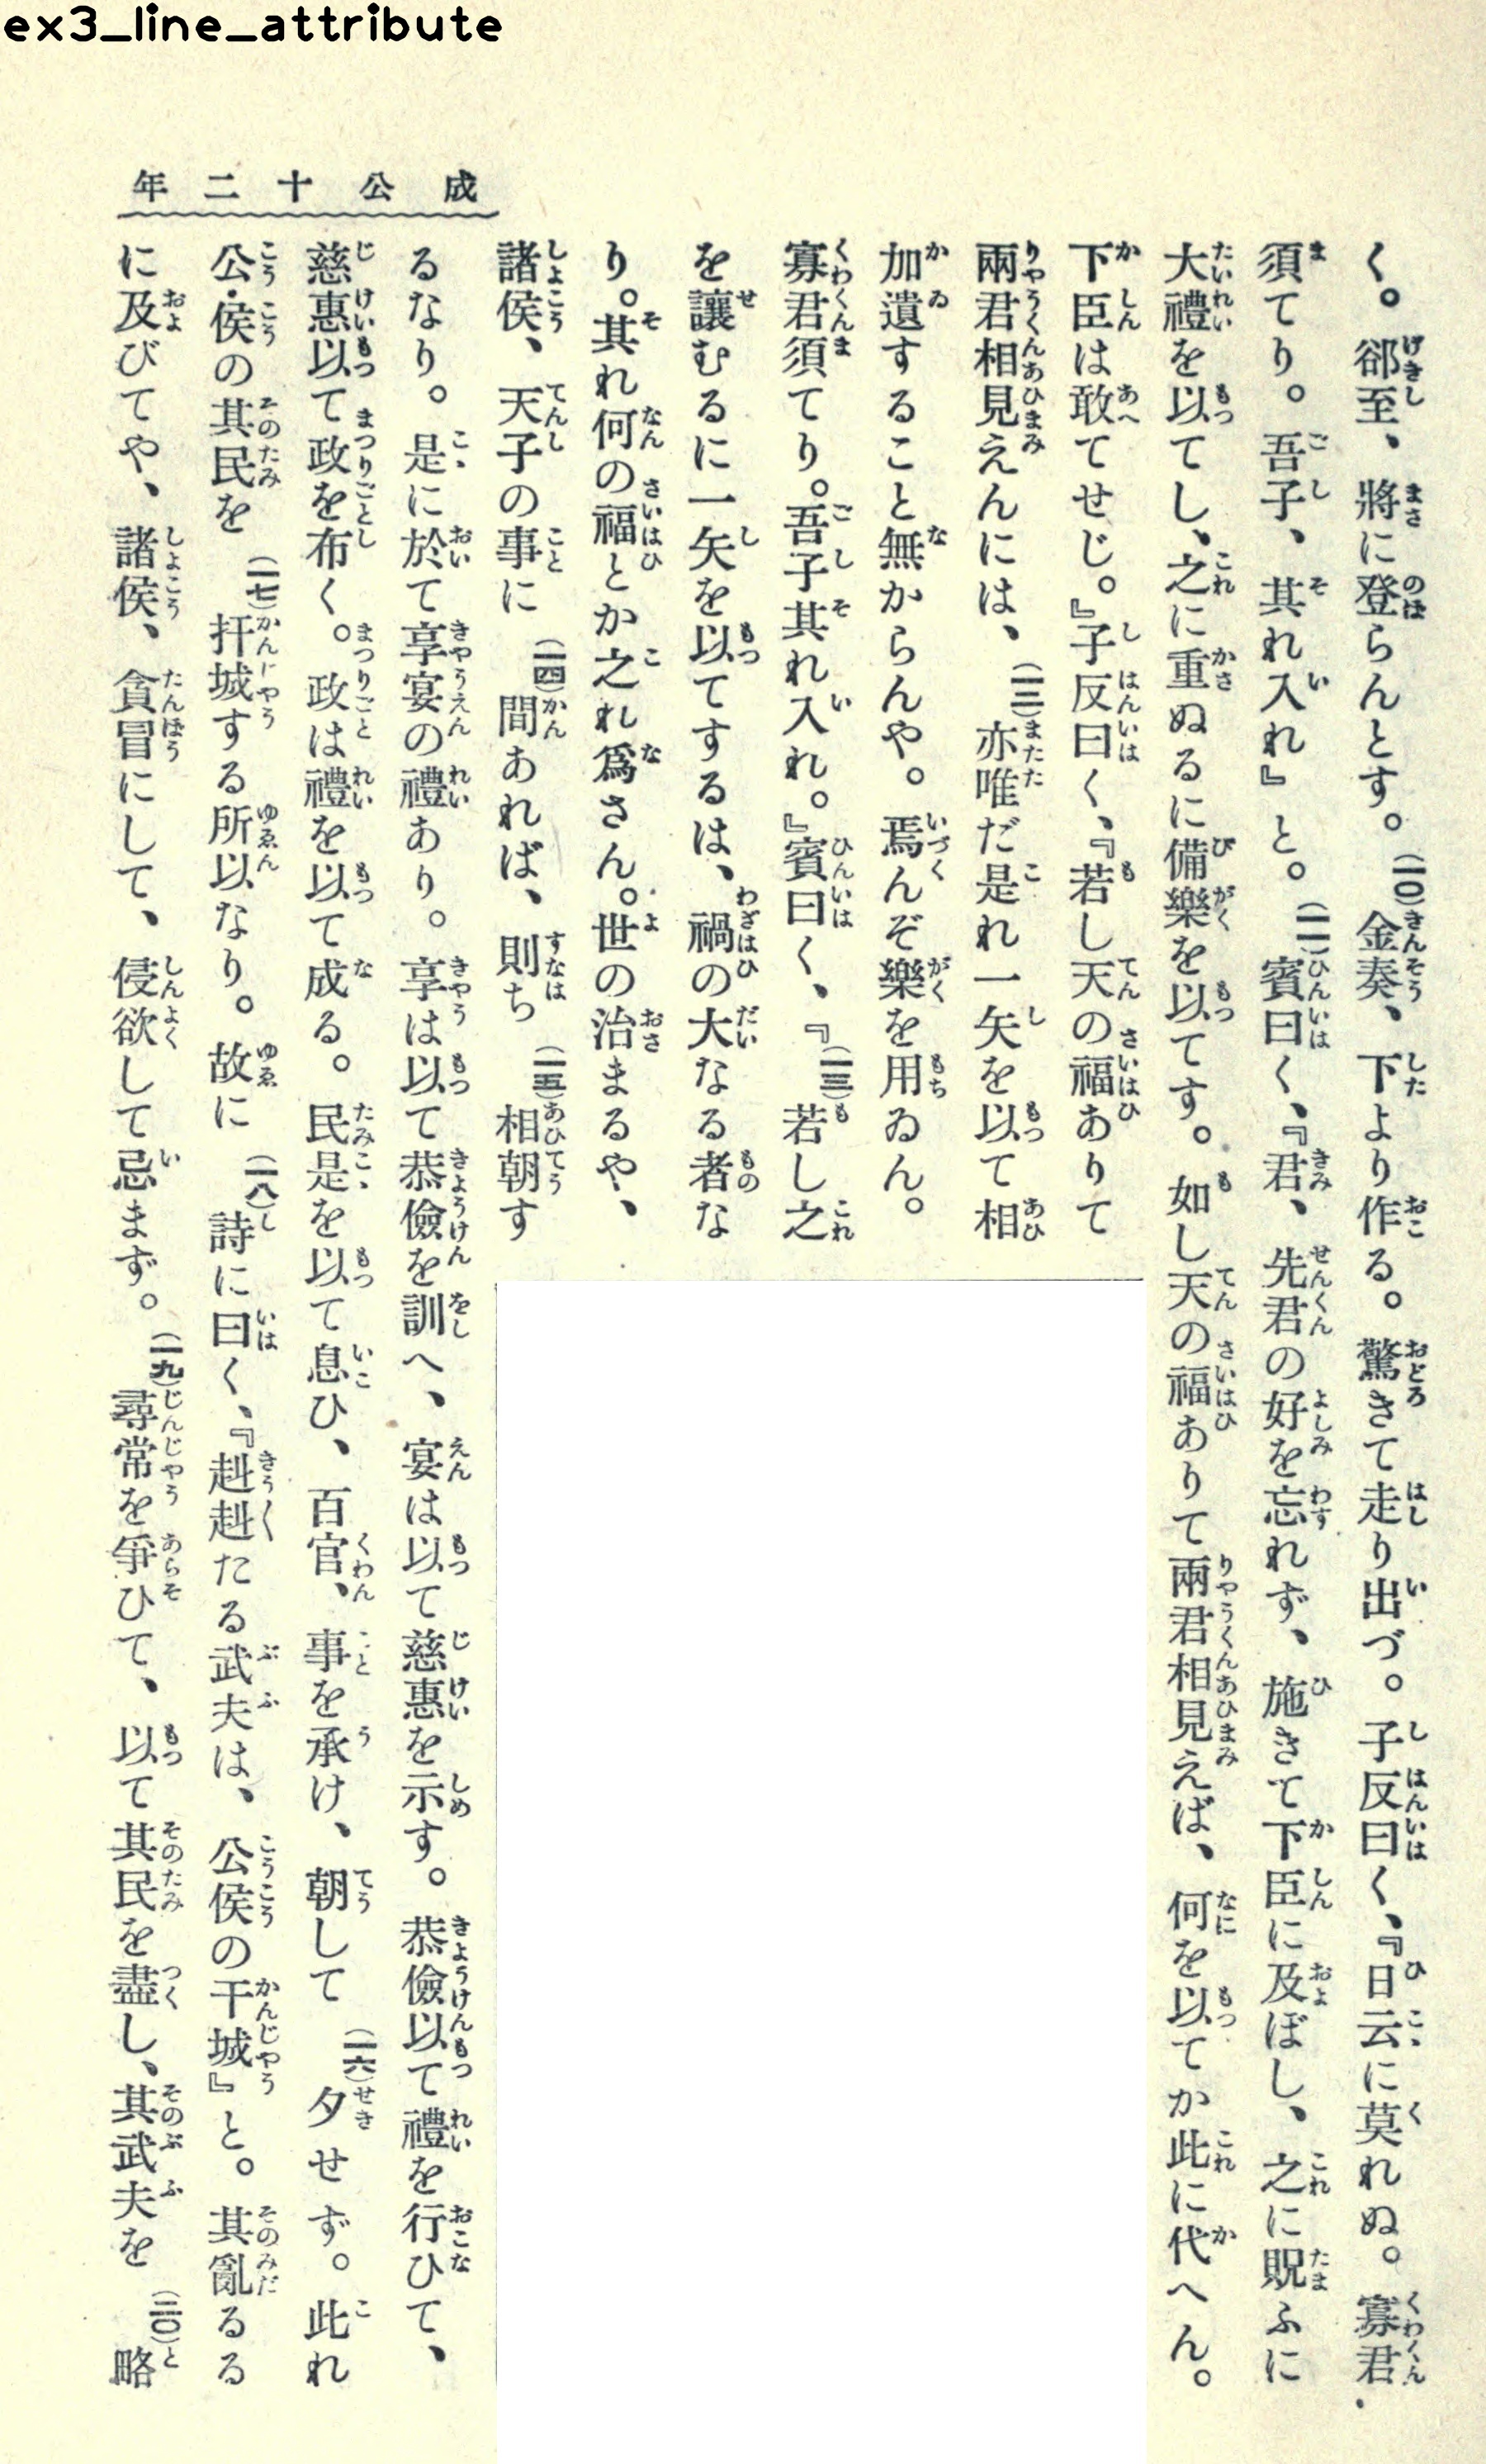 ex3_line_attribute
成公十二年
く。郤至、將に登らんとす。(一〇)金奏、下より作る。驚きて走り出づ。子反曰く、『日云に莫れぬ。寡君
須てり。吾子、其れ入れ』と。(一一)賓曰く、『君、先君の好を忘れず、施きて下臣に及ぼし、之に貺ふに
大禮を以てし、之に重ぬるに備樂を以てす。如し天の福ありて兩君相見えば、何を以てか此に代へん。
下臣は敢てせじ。』子反曰く、『若し天の福ありて
兩君相見えんには、(一二)亦唯だ是れ一矢を以て相
加遺すること無からんや。焉んぞ樂を用ゐん。
寡君須てり。吾子其れ入れ。』賓曰く、『(一三)若し之
を讓むるに一矢を以てするは、禍の大なる者な
り。其れ何の福とか之れ爲さん。世の治まるや、
諸侯、天子の事に(一四)間あれば、則ち(一五)相朝す
るなり。是に於て享宴の禮あり。享は以て恭儉を訓へ、宴は以て慈惠を示す。恭儉以て禮を行ひて、
慈惠以て政を布く。政は禮を以て成る。民是を以て息ひ、百官、事を承け、朝して(一六)夕せず。此れ
公・侯の其民を(一七)扞城する所以なり。故に(一八)詩に曰く、『赳赳たる武夫は、公侯の干城』と。其亂るる
に及びてや、諸侯、貪冒にして、侵欲して忌まず。(一九)尋常を爭ひて、以て其民を盡し、其武夫を(二〇)略